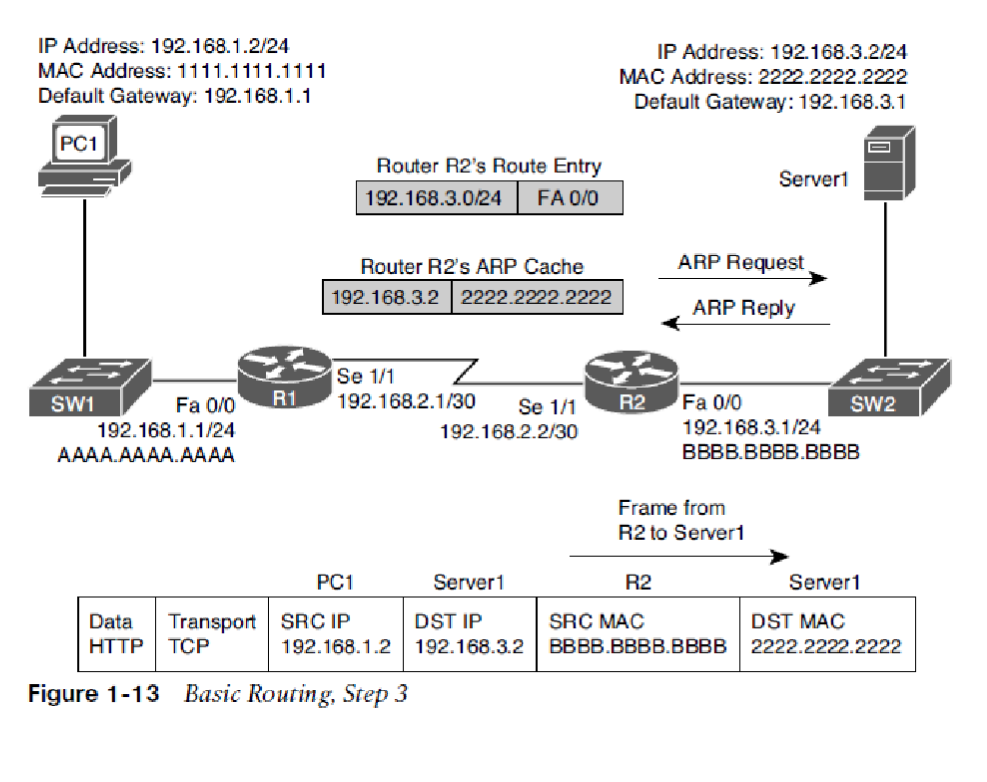 IP Address: 192.168.1.2/24
MAC Address: 1111.1111.1111
Default Gateway: 192.168.1.1
IP Address: 192.168.3.2/24
MAC Address: 2222.2222.2222
Default Gateway: 192.168.3.1
PC1
Server1
Router R2's Route Entry
192.168.3.0/24 FA 0/0
Router R2's ARP Cache
192.168.3.2 2222.2222.2222
ARP Request
ARP Reply
SW1
Fa 0/0
192.168.1.1/24
AAAA.AAAA.AAAA
R1
Se 1/1
192.168.2.1/30
Se 1/1
192.168.2.2/30
R2
Fa 0/0
192.168.3.1/24
BBBB.BBBB.BBBB
SW2
Frame from
R2 to Server1
PC1 Server1 R2 Server1
Data Transport SRC IP DST IP SRC MAC DST MAC
HTTP TCP 192.168.1.2 192.168.3.2 BBBB.BBBB.BBBB 2222.2222.2222
Figure 1-13 Basic Routing, Step 3